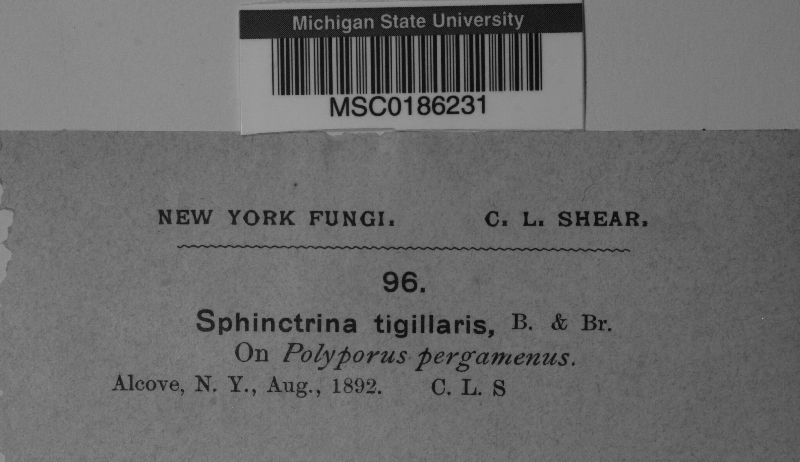 Michigan State University
MSC0186231
NEW YORK FUNGI. C. L. SHEAR.
96.
Sphinctrina tigillaris, B. & Br.
On Polyporus pergamenus.
Alcove, N. Y., Aug., 1892. C. L. S